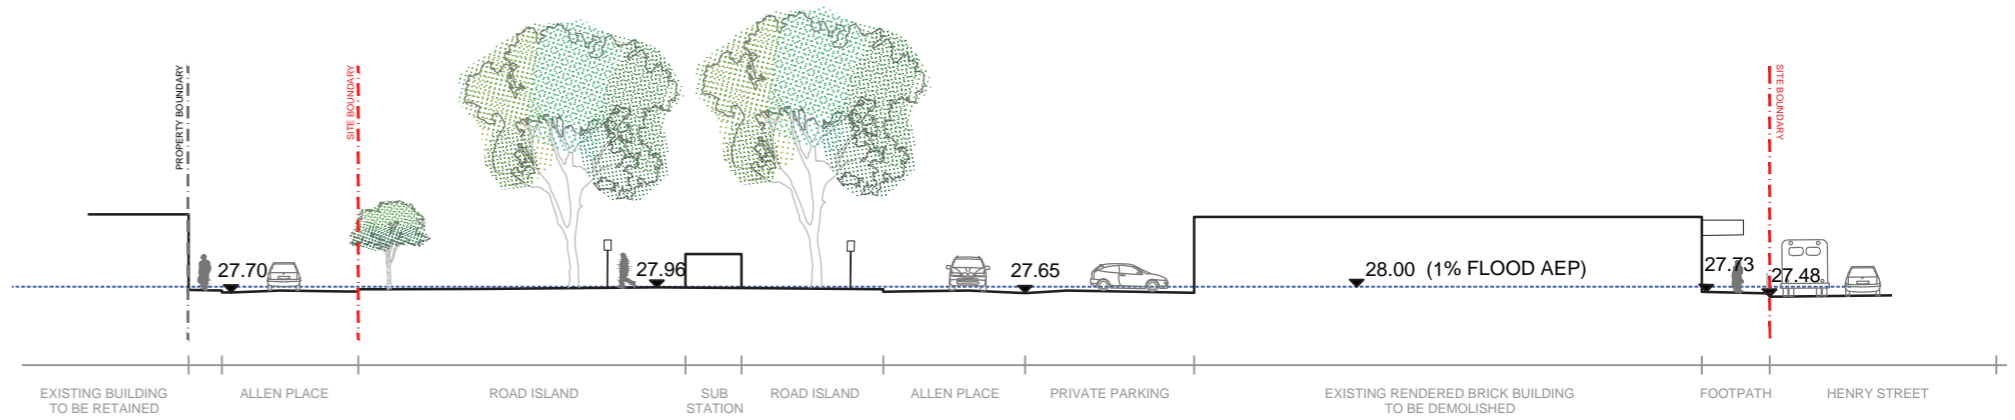 PROPERTY BOUNDARY
SITE BOUNDARY
SITE BOUNDARY
27.70
27.96
27.65
28.00 (1% FLOOD AEP)
27.73
27.48
EXISTING BUILDING
TO BE RETAINED
ALLEN PLACE
ROAD ISLAND
SUB
STATION
ROAD ISLAND
ALLEN PLACE
PRIVATE PARKING
EXISTING RENDERED BRICK BUILDING
TO BE DEMOLISHED
FOOTPATH
HENRY STREET